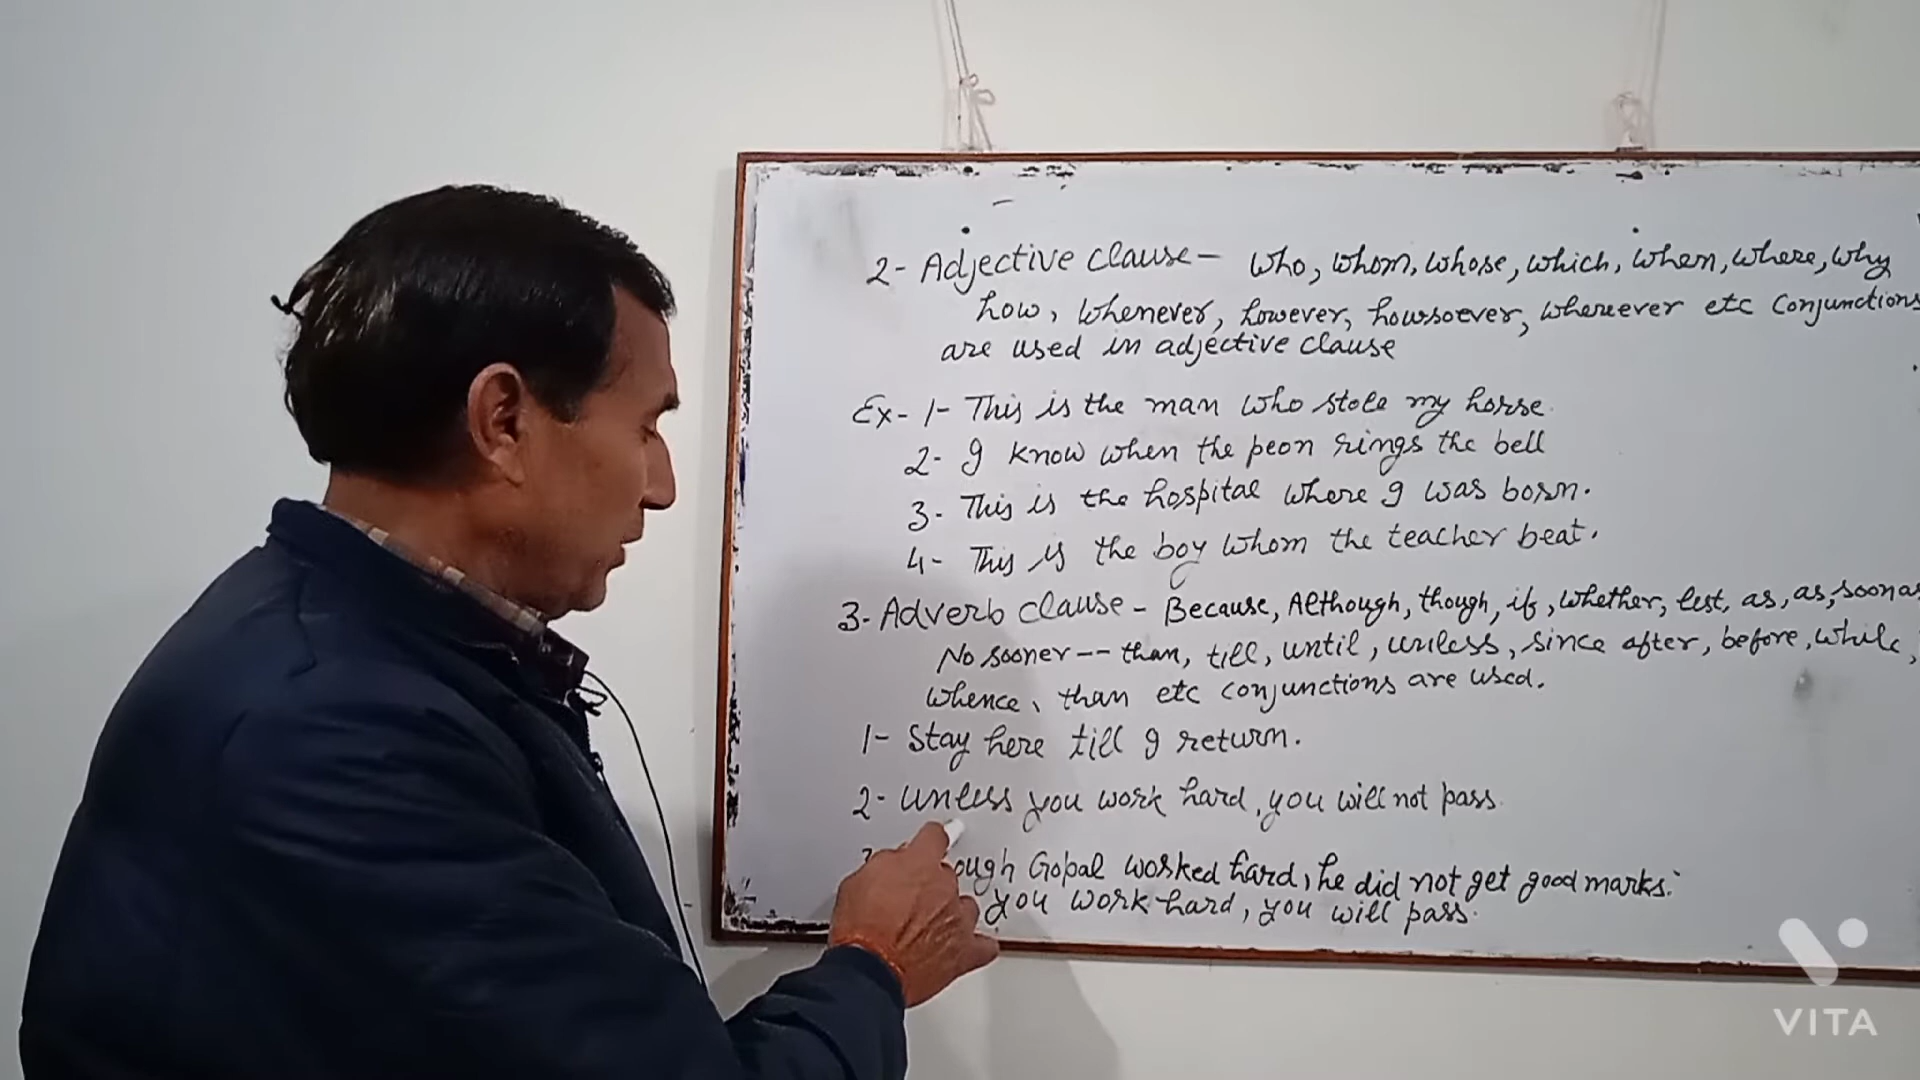 2- Adjective clause - who, whom, whose, which, when, where, why
how, whenever, however, howsoever, whereever etc conjunctions
are used in adjective clause
Ex- 1- This is the man who stole my horse.
2- I know when the peon rings the bell
3- This is the hospital where I was born.
4- This is the boy whom the teacher beat.
3- Adverb clause - Because, Although, though, if, whether, lest, as, as, soon as
No sooner -- than, till, until, unless, since after, before, while,
whence, than etc conjunctions are used.
1- Stay here till I return.
2- unless you work hard, you will not pass.
ough Gopal worked hard, he did not get good marks.
you work hard, you will pass.
VITA